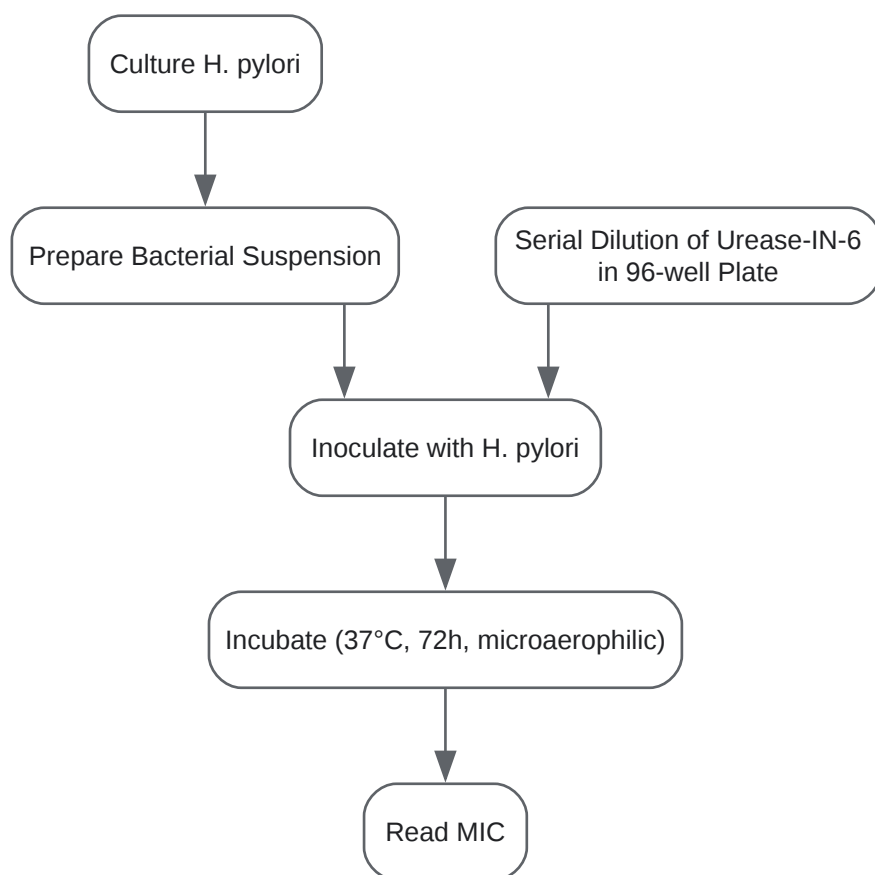 Culture H. pylori
Prepare Bacterial Suspension
Serial Dilution of Urease-IN-6
in 96-well Plate
Inoculate with H. pylori
Incubate (37°C, 72h, microaerophilic)
Read MIC